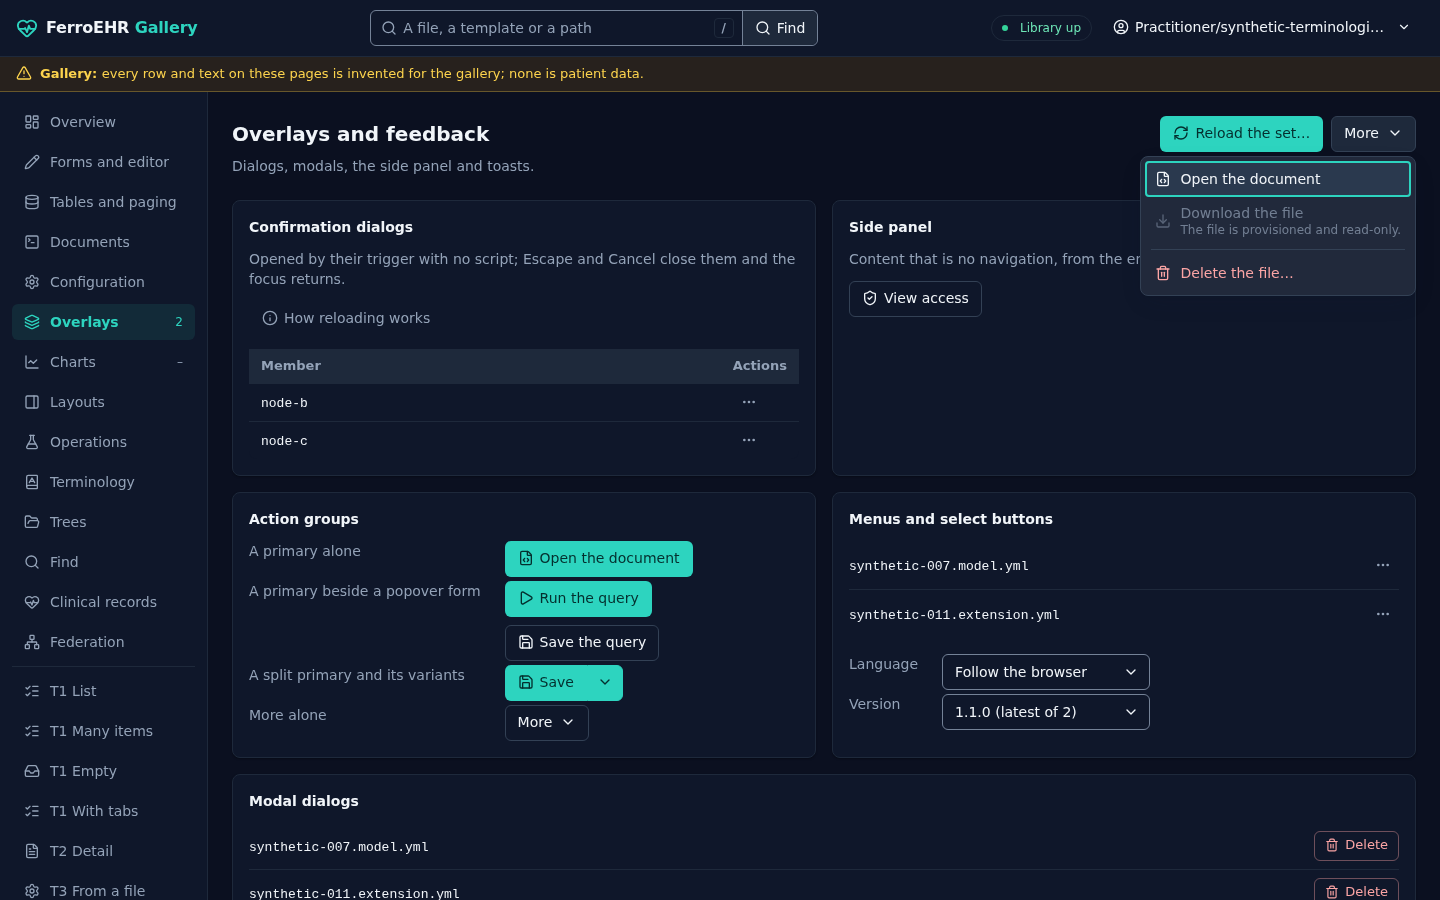 FerroEHR Gallery
A file, a template or a path
/
Find
Library up
Practitioner/synthetic-terminologi…
Gallery: every row and text on these pages is invented for the gallery; none is patient data.
Overview
Forms and editor
Tables and paging
Documents
Configuration
Overlays 2
Charts –
Layouts
Operations
Terminology
Trees
Find
Clinical records
Federation
T1 List
T1 Many items
T1 Empty
T1 With tabs
T2 Detail
T3 From a file
Overlays and feedback
Dialogs, modals, the side panel and toasts.
Reload the set…
More
Open the document
Download the file
The file is provisioned and read-only.
Delete the file…
Confirmation dialogs
Opened by their trigger with no script; Escape and Cancel close them and the
focus returns.
How reloading works
Member Actions
node-b
node-c
Side panel
Content that is no navigation, from the er
View access
Action groups
A primary alone
Open the document
A primary beside a popover form
Run the query
Save the query
A split primary and its variants
Save
More alone
More
Menus and select buttons
synthetic-007.model.yml
synthetic-011.extension.yml
Language
Follow the browser
Version
1.1.0 (latest of 2)
Modal dialogs
synthetic-007.model.yml
Delete
synthetic-011.extension.yml
Delete